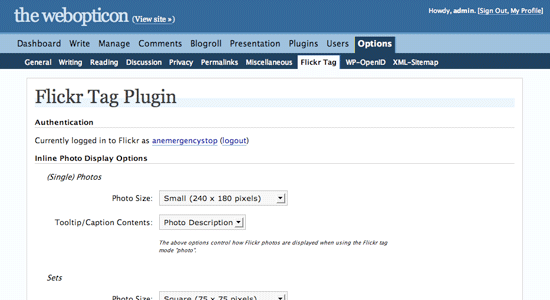 the webopticon (View site »)
Howdy, admin. [Sign Out, My Profile]
Dashboard Write Manage Comments Blogroll Presentation Plugins Users Options
General Writing Reading Discussion Privacy Permalinks Miscellaneous Flickr Tag WP-OpenID XML-Sitemap
Flickr Tag Plugin
Authentication
Currently logged in to Flickr as anemergencystop (logout)
Inline Photo Display Options
(Single) Photos
Photo Size: Small (240 x 180 pixels)
Tooltip/Caption Contents: Photo Description
The above options control how Flickr photos are displayed when using the Flickr tag
mode "photo".
Sets
Photo Size: Square (75 x 75 pixels)